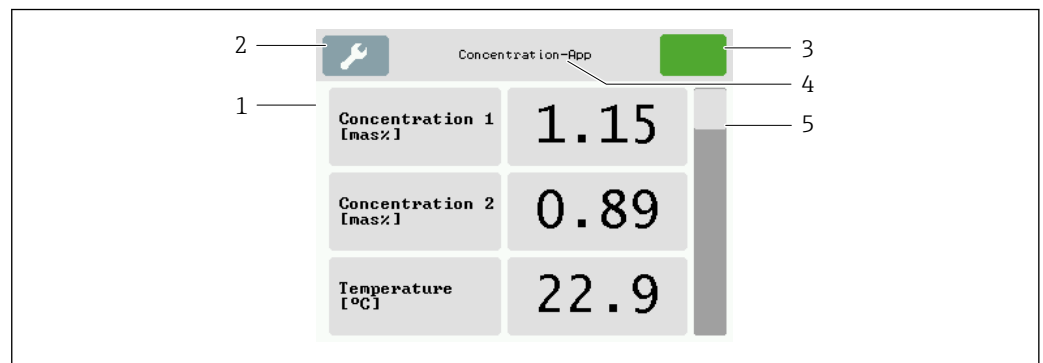 2 Concentration-App 3
4
1 Concentration 1
[mas%] 1.15 5
Concentration 2
[mas%] 0.89
Temperature
[ºC] 22.9